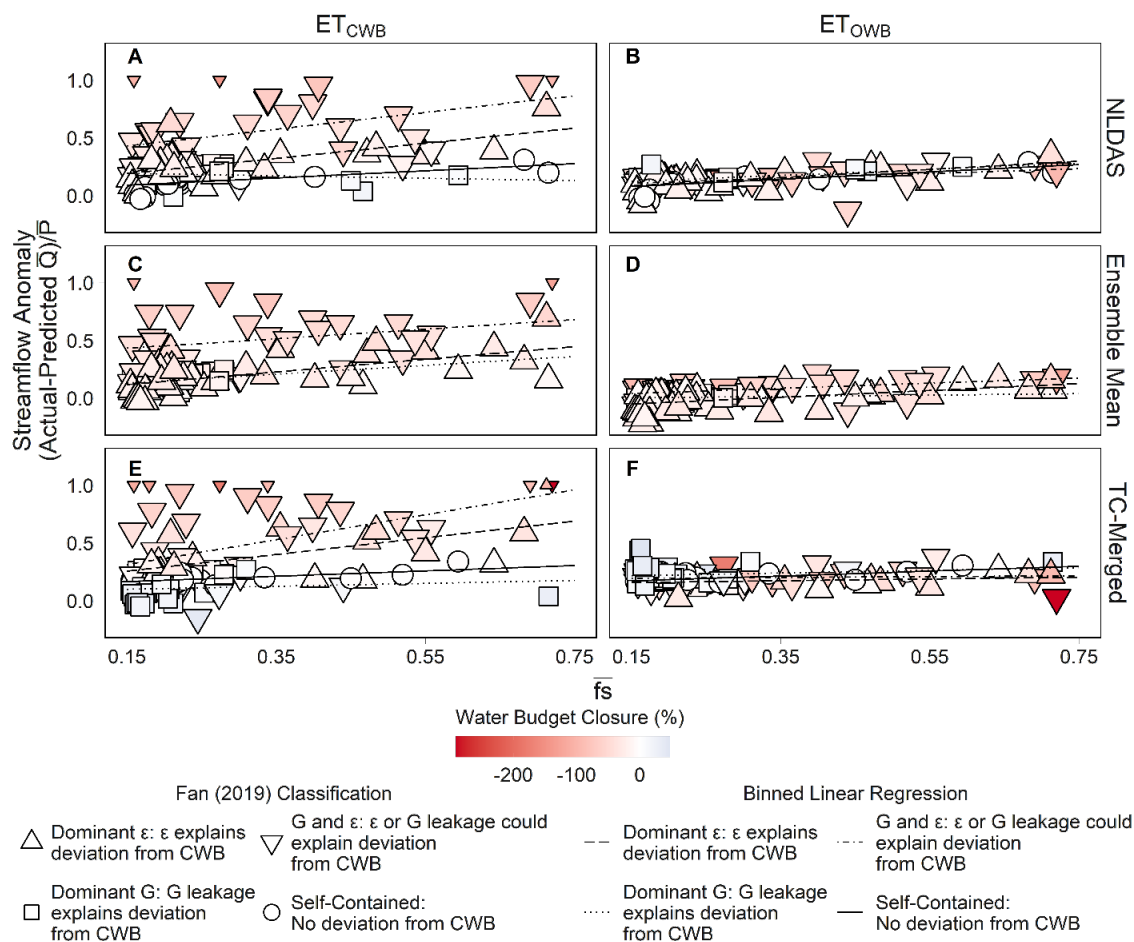 ETCWB
ETOWB
A
B
1.0
0.5
0.0
NLDAS
C
D
1.0
0.5
0.0
Ensemble Mean
Streamflow Anomaly
(Actual-Predicted Q̅)/P̅
E
F
1.0
0.5
0.0
TC-Merged
0.15
0.35
0.55
0.75
0.15
0.35
0.55
0.75
f̅s̅
Water Budget Closure (%)
-200
-100
0
Fan (2019) Classification
Dominant ε: ε explains
deviation from CWB
G and ε: ε or G leakage could
explain deviation
from CWB
Dominant G: G leakage
explains deviation
from CWB
Self-Contained:
No deviation from CWB
Binned Linear Regression
Dominant ε: ε explains
deviation from CWB
G and ε: ε or G leakage could
explain deviation
from CWB
Dominant G: G leakage
explains deviation
from CWB
Self-Contained:
No deviation from CWB